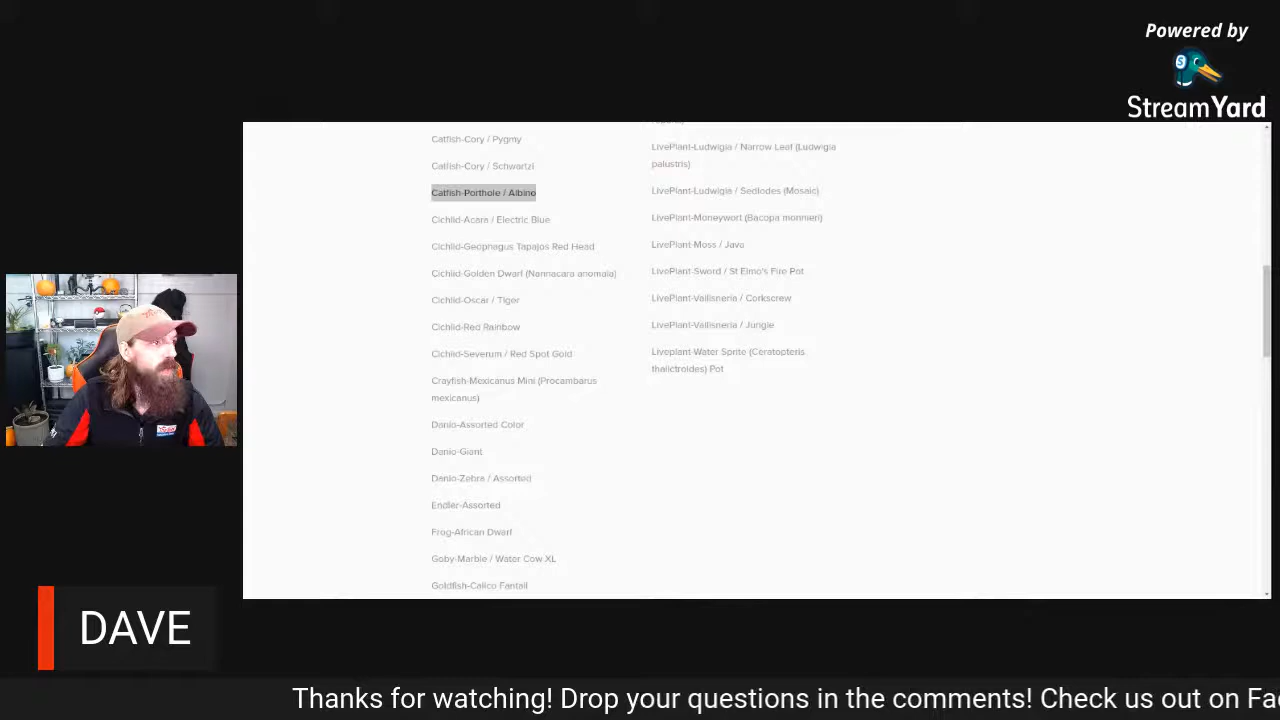 Powered by
StreamYard
Catfish-Cory / Pygmy
Catfish-Cory / Schwartzi
Catfish-Porthole / Albino
Cichlid-Acara / Electric Blue
Cichlid-Geophagus Tapajos Red Head
Cichlid-Golden Dwarf (Nannacara anomala)
Cichlid-Oscar / Tiger
Cichlid-Red Rainbow
Cichlid-Severum / Red Spot Gold
Crayfish-Mexicanus Mini (Procambarus
mexicanus)
Danio-Assorted Color
Danio-Giant
Danio-Zebra / Assorted
Endler-Assorted
Frog-African Dwarf
Goby-Marble / Water Cow XL
Goldfish-Calico Fantail
LivePlant-Ludwigia / Narrow Leaf (Ludwigia
palustris)
LivePlant-Ludwigia / Sediodes (Mosaic)
LivePlant-Moneywort (Bacopa monnieri)
LivePlant-Moss / Java
LivePlant-Sword / St Elmo's Fire Pot
LivePlant-Vallisneria / Corkscrew
LivePlant-Vallisneria / Jungle
Liveplant-Water Sprite (Ceratopteris
thalictroides) Pot
DAVE
Thanks for watching! Drop your questions in the comments! Check us out on Fa